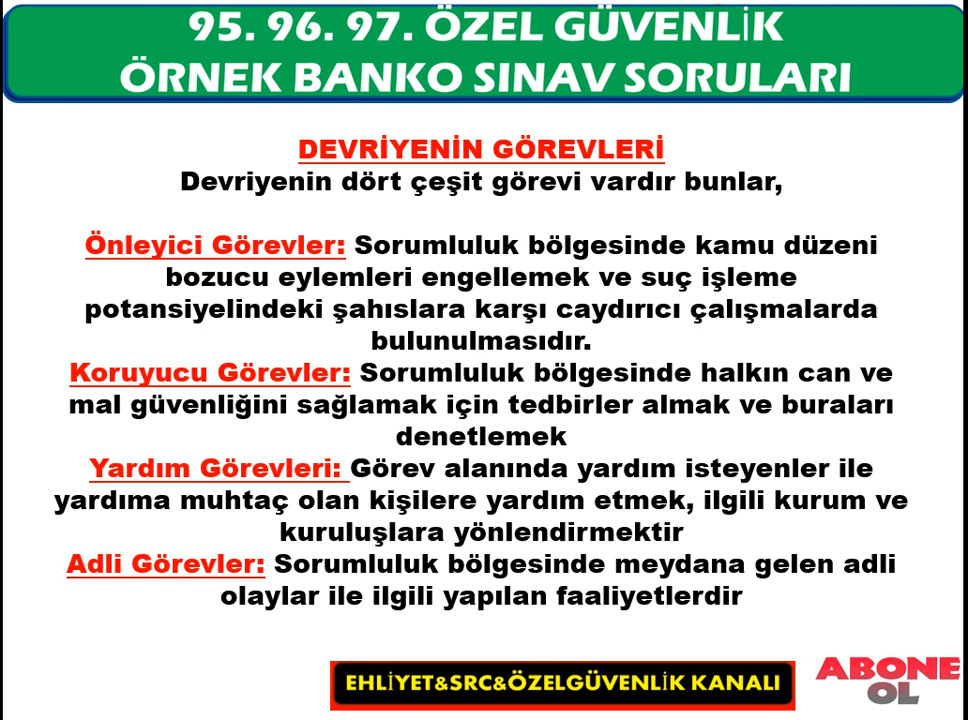 95. 96. 97. ÖZEL GÜVENLİK
ÖRNEK BANKO SINAV SORULARI
DEVRİYENİN GÖREVLERİ
Devriyenin dört çeşit görevi vardır bunlar,
Önleyici Görevler: Sorumluluk bölgesinde kamu düzeni
bozucu eylemleri engellemek ve suç işleme
potansiyelindeki şahıslara karşı caydırıcı çalışmalarda
bulunulmasıdır.
Koruyucu Görevler: Sorumluluk bölgesinde halkın can ve
mal güvenliğini sağlamak için tedbirler almak ve buraları
denetlemek
Yardım Görevleri: Görev alanında yardım isteyenler ile
yardıma muhtaç olan kişilere yardım etmek, ilgili kurum ve
kuruluşlara yönlendirmektir
Adli Görevler: Sorumluluk bölgesinde meydana gelen adli
olaylar ile ilgili yapılan faaliyetlerdir
EHLİYET&SRC&ÖZELGÜVENLİK KANALI
ABONE
OL